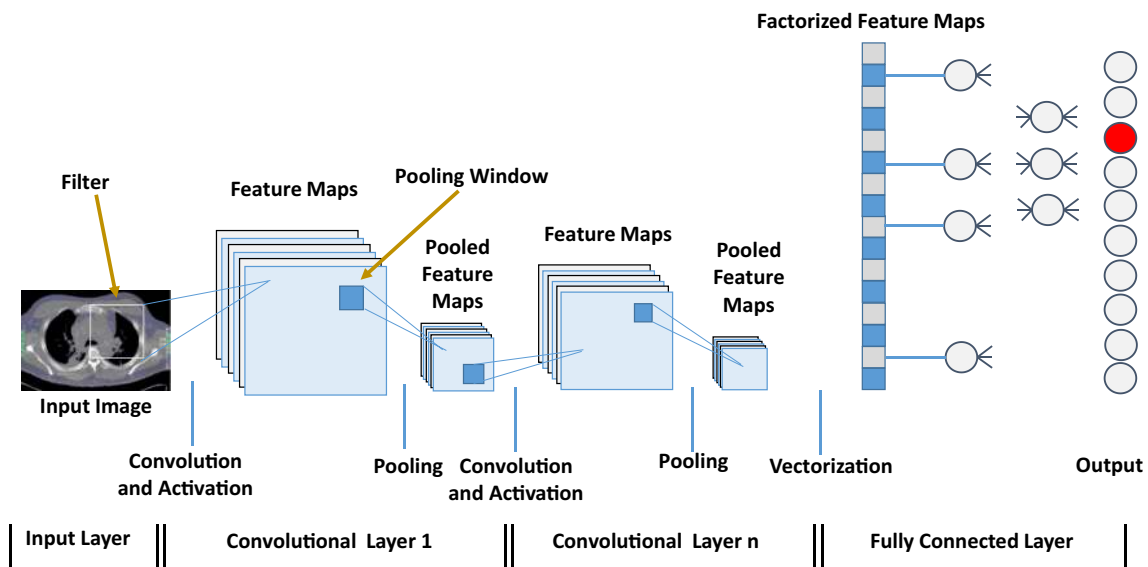 Factorized Feature Maps
Filter
Feature Maps
Pooling Window
Pooled
Feature
Maps
Feature Maps
Pooled
Feature
Maps
Input Image
Convolution
and Activation
Pooling
Convolution
and Activation
Pooling
Vectorization
Output
Input Layer
Convolutional Layer 1
Convolutional Layer n
Fully Connected Layer